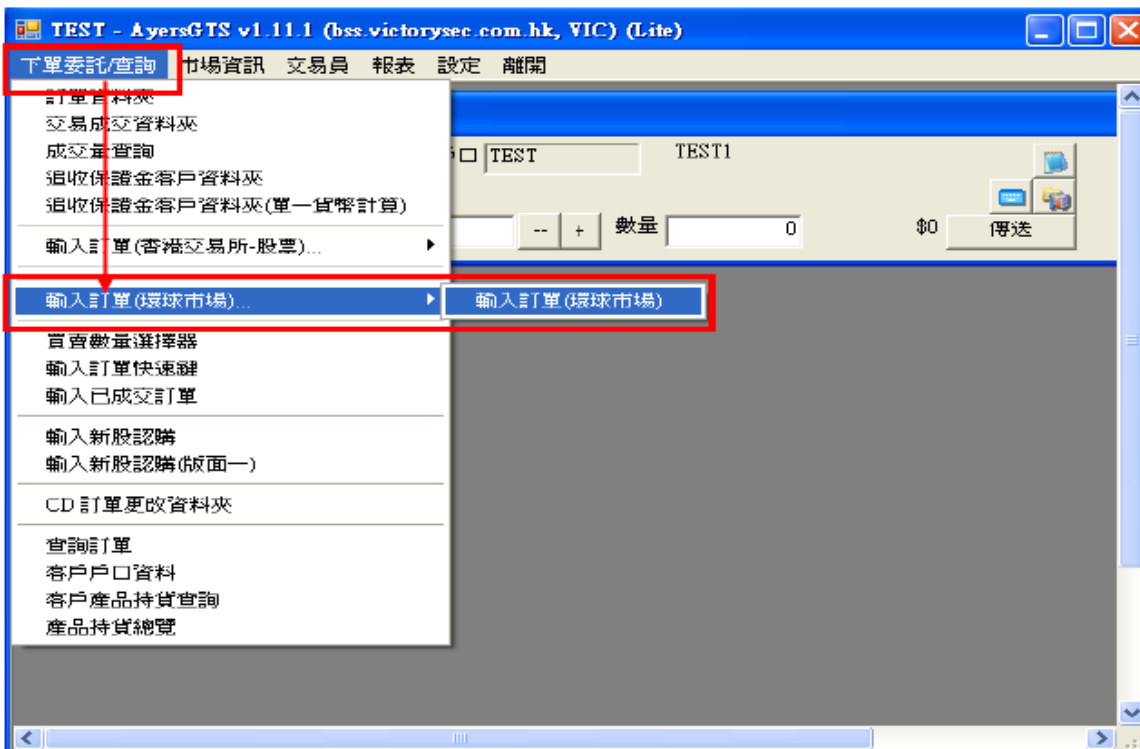 TEST - AyersGTS v1.11.1 (bss.victorysec.com.hk, VIC) (Lite)
下單委託/查詢 市場資訊 交易員 報表 設定 離開
訂單資料夾
交易成交資料夾
成交量查詢
口 TEST TEST1
追收保證金客戶資料夾
追收保證金客戶資料夾(單一貨幣計算)
-- + 數量 0 $0 傳送
輸入訂單(香港交易所-股票)...
輸入訂單(環球市場)... 輸入訂單(環球市場)
買賣數量選擇器
輸入訂單快速鍵
輸入已成交訂單
輸入新股認購
輸入新股認購(版面一)
CD 訂單更改資料夾
查詢訂單
客戶戶口資料
客戶產品持貨查詢
產品持貨總覽